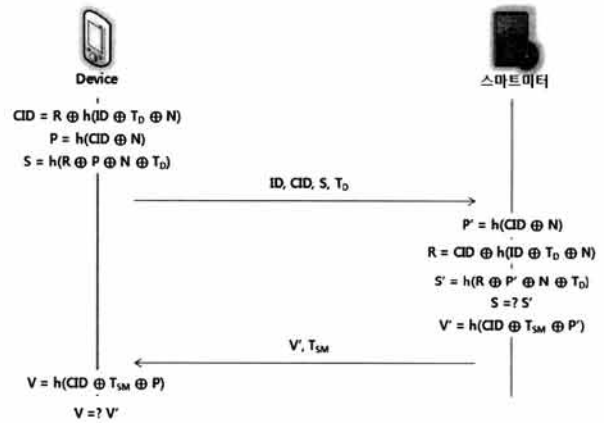 Device
스마트미터
CID = R ⊕ h(ID ⊕ T_D ⊕ N)
P = h(CID ⊕ N)
S = h(R ⊕ P ⊕ N ⊕ T_D)
ID, CID, S, T_D
P' = h(CID ⊕ N)
R = CID ⊕ h(ID ⊕ T_D ⊕ N)
S' = h(R ⊕ P' ⊕ N ⊕ T_D)
S =? S'
V' = h(CID ⊕ T_SM ⊕ P')
V', T_SM
V = h(CID ⊕ T_SM ⊕ P)
V =? V'